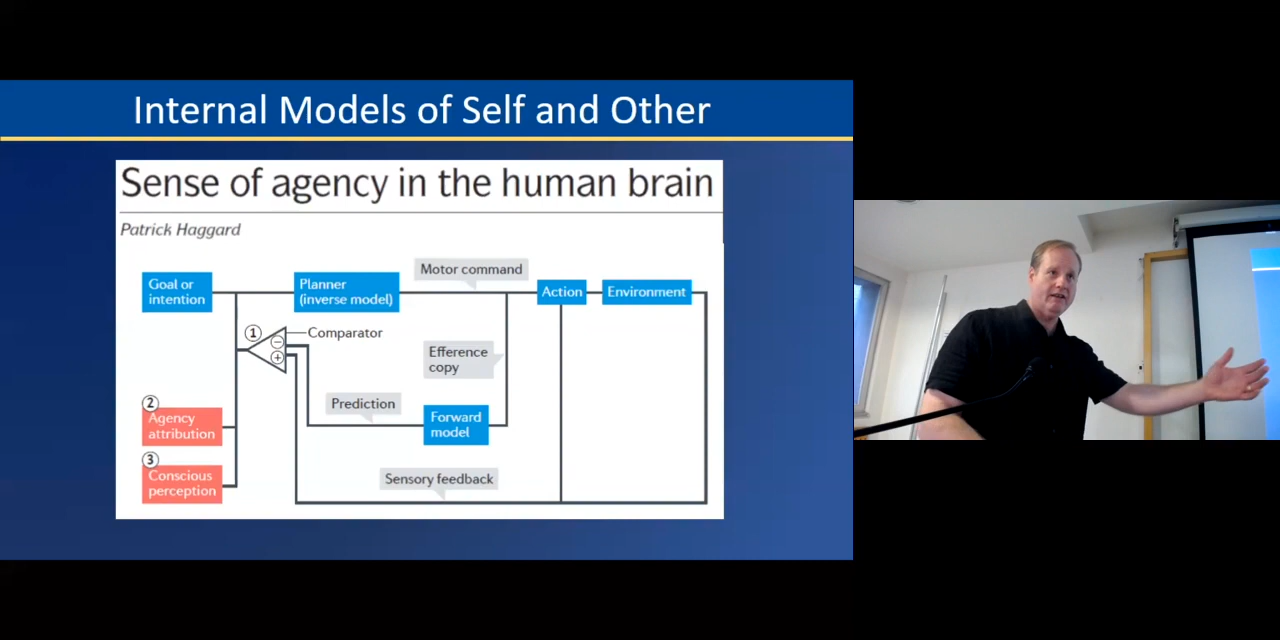 Internal Models of Self and Other
Sense of agency in the human brain
Patrick Haggard
Motor command
Goal or
intention
Planner
(inverse model)
Action
Environment
1
Comparator
−
+
Efference
copy
Prediction
Forward
model
2
Agency
attribution
3
Conscious
perception
Sensory feedback